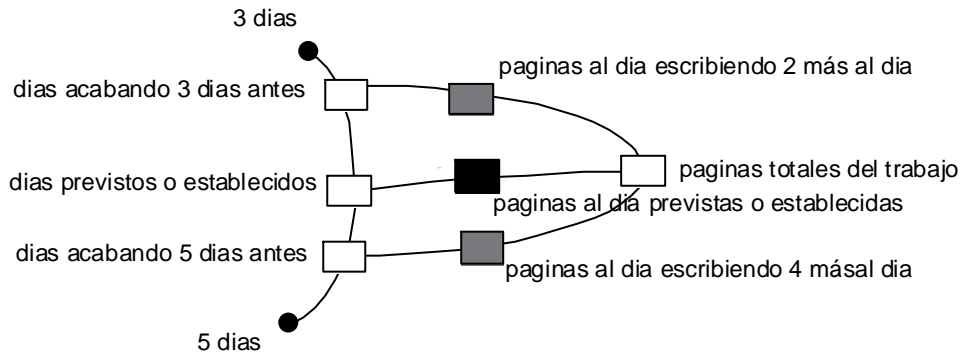 3 dias
paginas al dia escribiendo 2 más al dia
dias acabando 3 dias antes
paginas totales del trabajo
dias previstos o establecidos
paginas al dia previstas o establecidas
dias acabando 5 dias antes
paginas al dia escribiendo 4 másal dia
5 dias